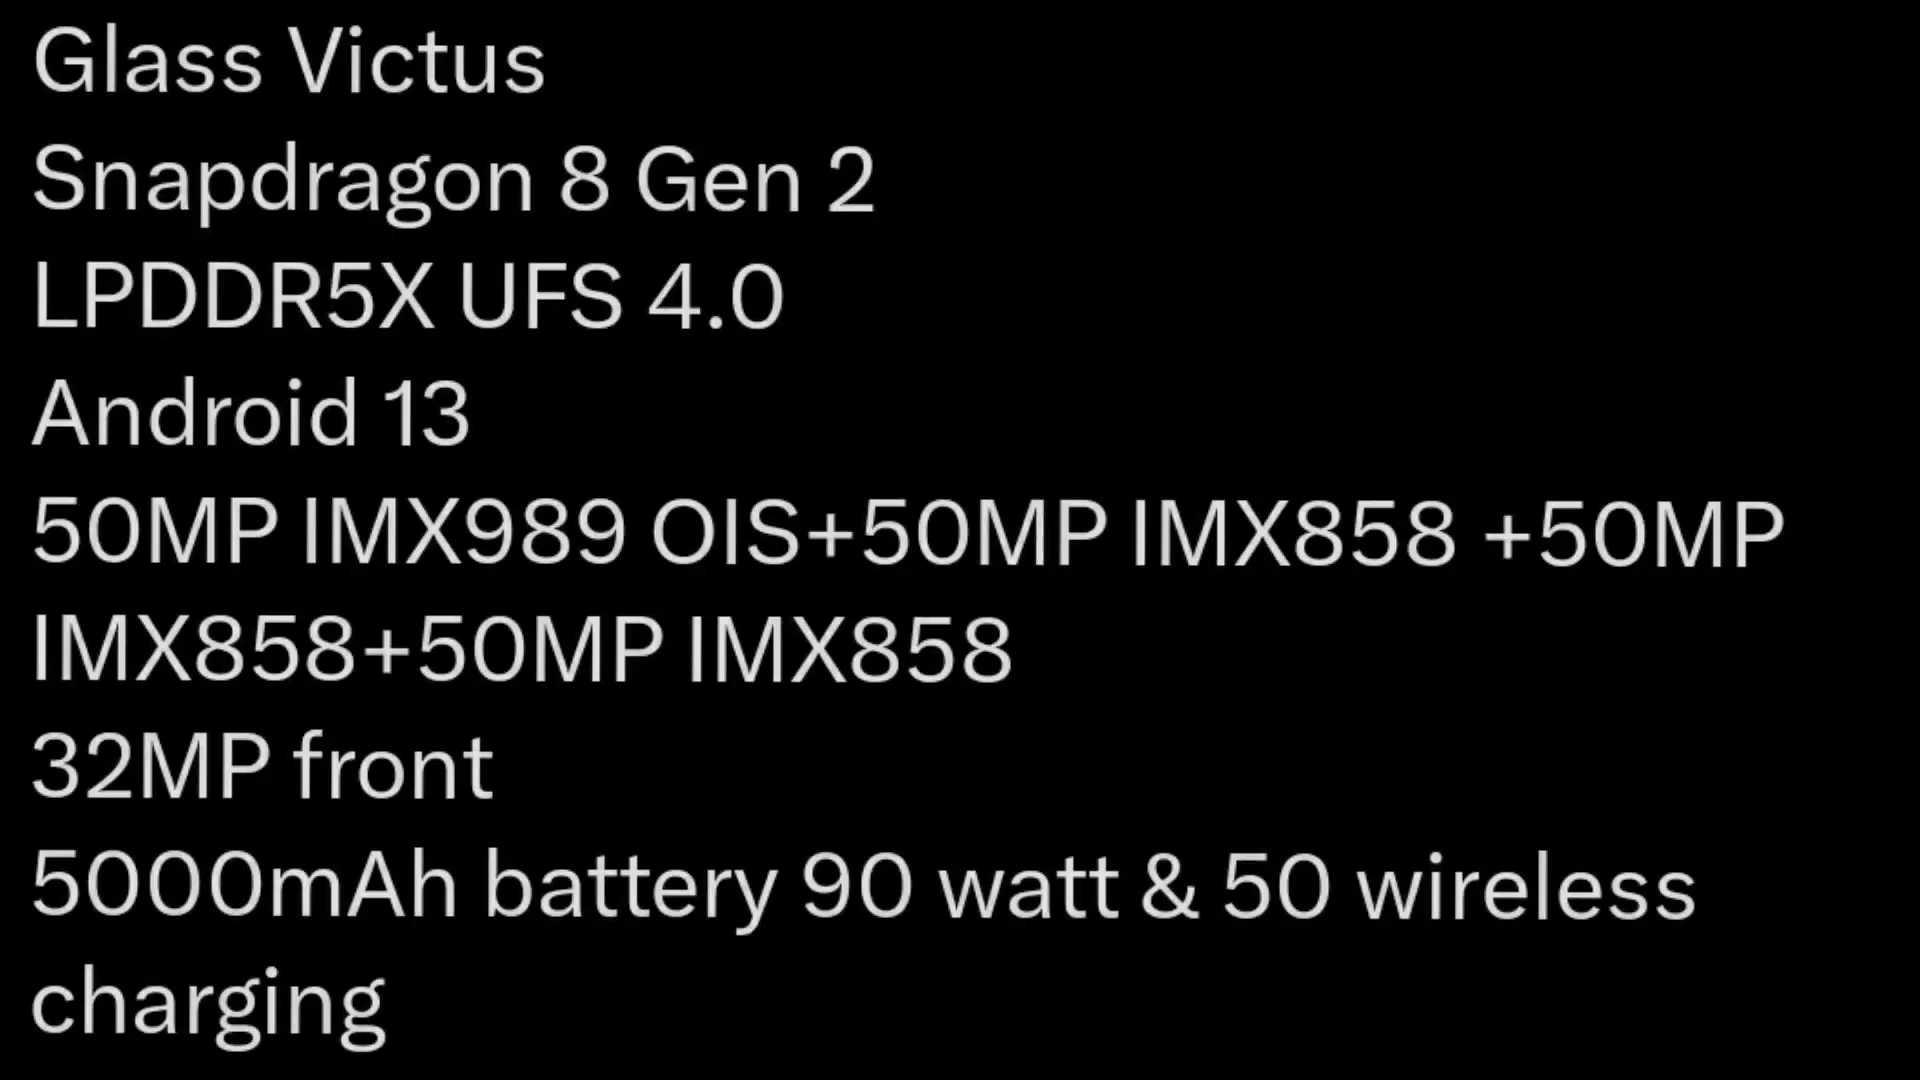 Glass Victus
Snapdragon 8 Gen 2
LPDDR5X UFS 4.0
Android 13
50MP IMX989 OIS+50MP IMX858 +50MP
IMX858+50MP IMX858
32MP front
5000mAh battery 90 watt & 50 wireless
charging